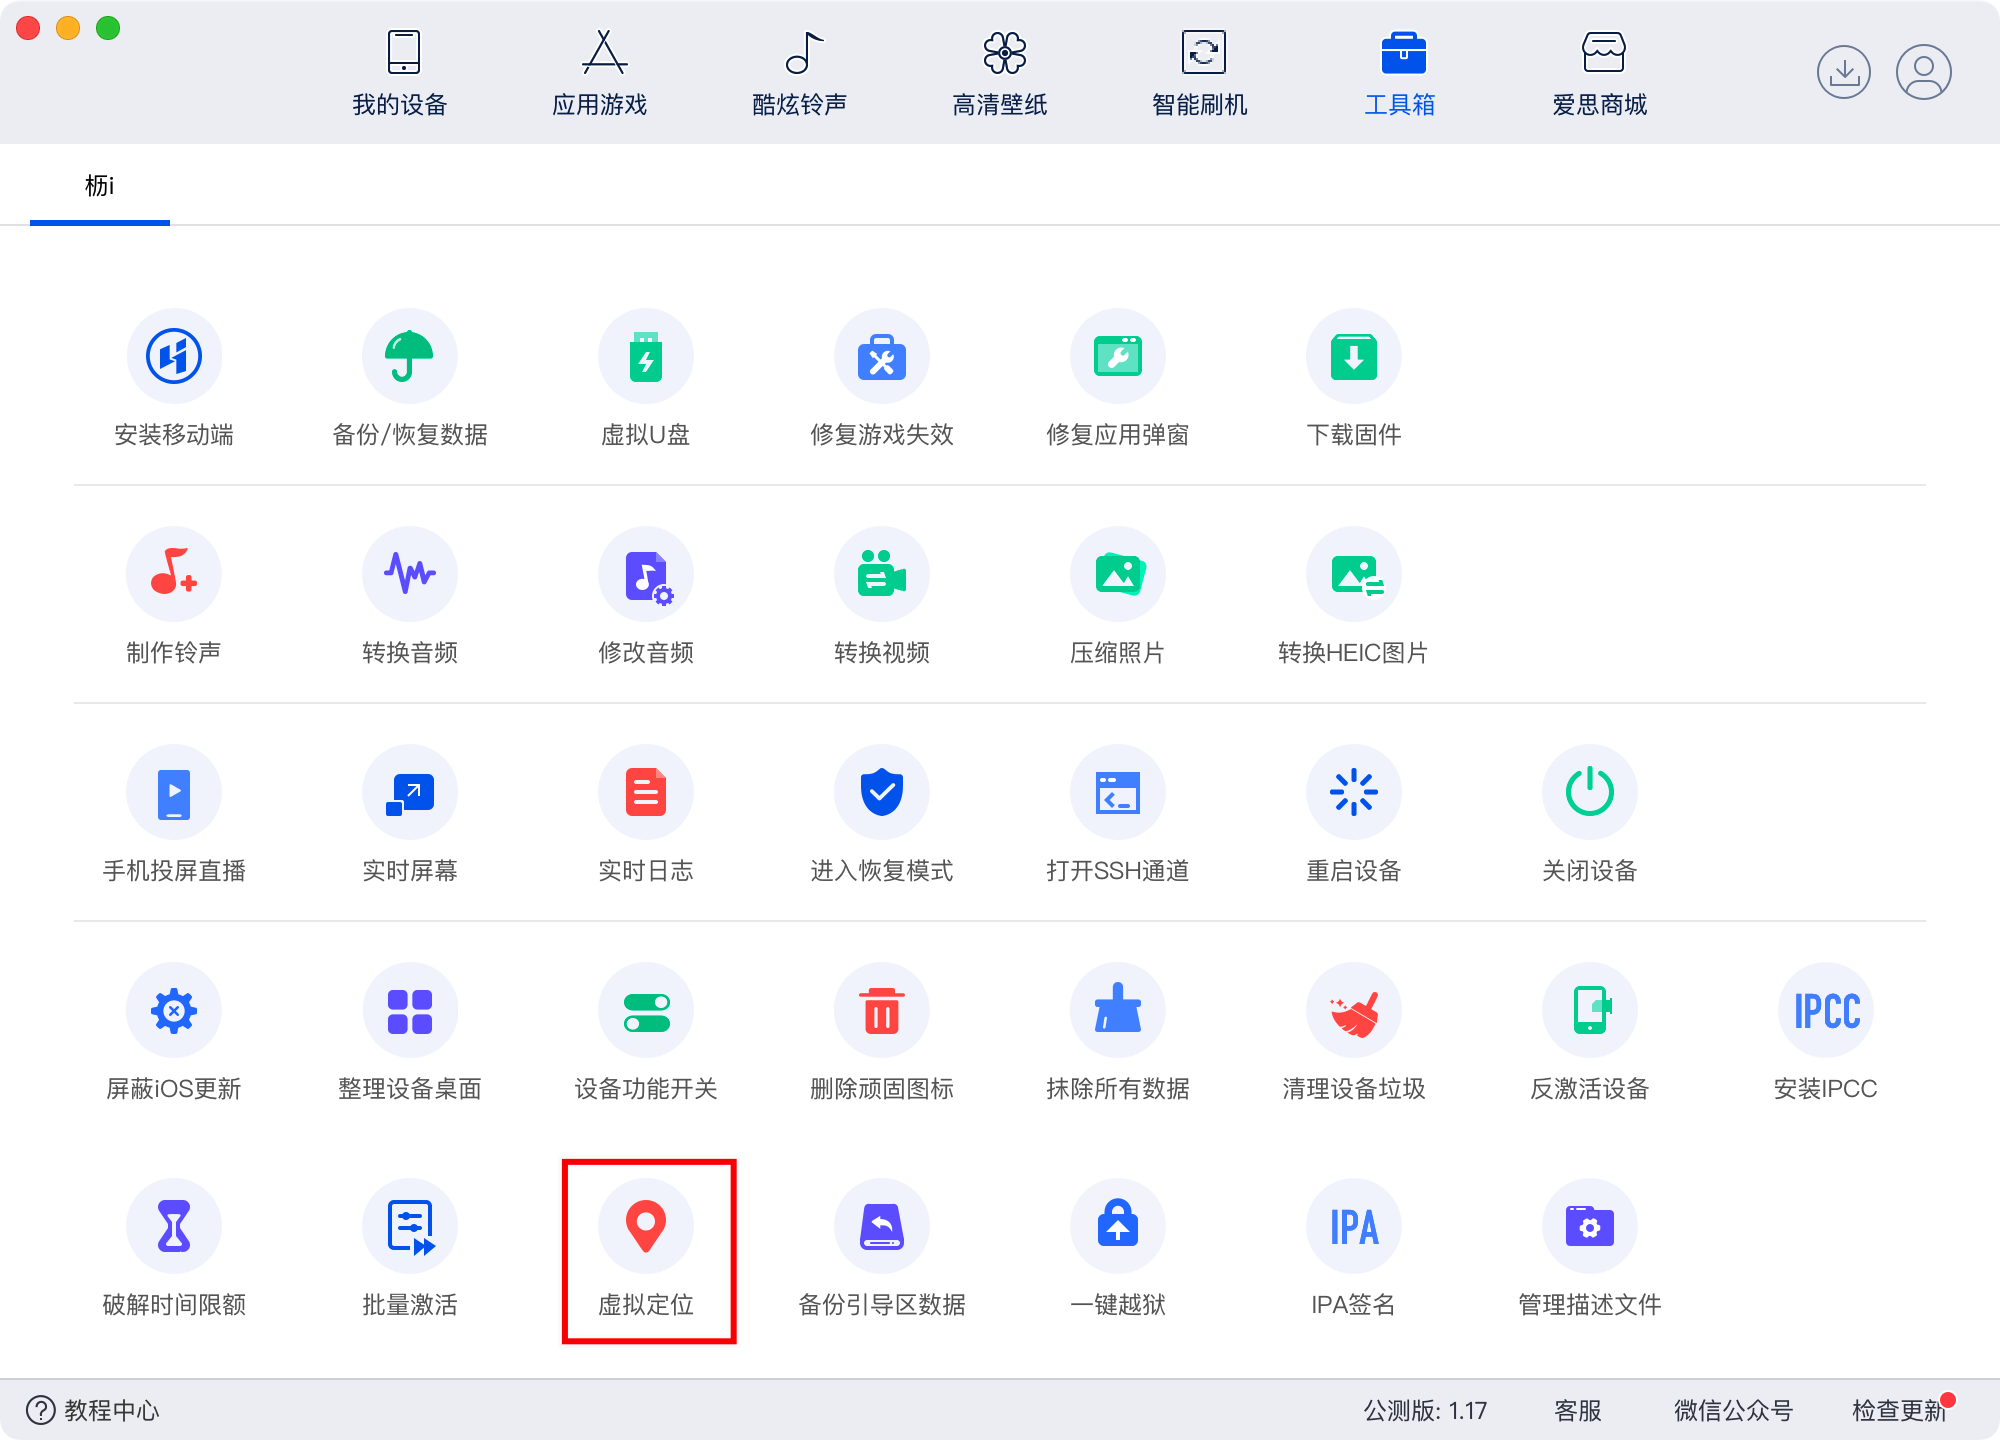 我的设备
应用游戏
酷炫铃声
高清壁纸
智能刷机
工具箱
爱思商城
枥i
安装移动端
备份/恢复数据
虚拟U盘
修复游戏失效
修复应用弹窗
下载固件
制作铃声
转换音频
修改音频
转换视频
压缩照片
转换HEIC图片
手机投屏直播
实时屏幕
实时日志
进入恢复模式
打开SSH通道
重启设备
关闭设备
IPCC
屏蔽iOS更新
整理设备桌面
设备功能开关
删除顽固图标
抹除所有数据
清理设备垃圾
反激活设备
安装IPCC
IPA
破解时间限额
批量激活
虚拟定位
备份引导区数据
一键越狱
IPA签名
管理描述文件
教程中心
公测版: 1.17
客服
微信公众号
检查更新